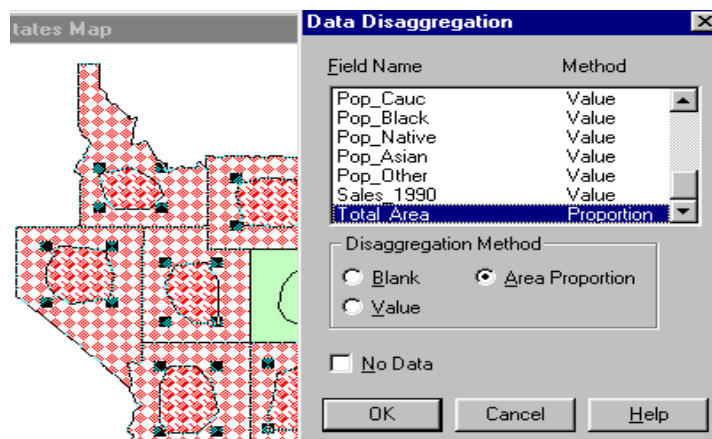 tates Map
Data Disaggregation
Field Name Method
Pop_Cauc Value
Pop_Black Value
Pop_Native Value
Pop_Asian Value
Pop_Other Value
Sales_1990 Value
Total_Area Proportion
Disaggregation Method
Blank Area Proportion
Value
No Data
OK Cancel Help